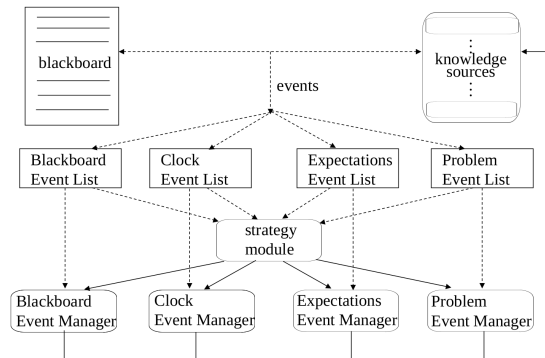 blackboard
knowledge
sources
events
Blackboard
Event List
Clock
Event List
Expectations
Event List
Problem
Event List
strategy
module
Blackboard
Event Manager
Clock
Event Manager
Expectations
Event Manager
Problem
Event Manager